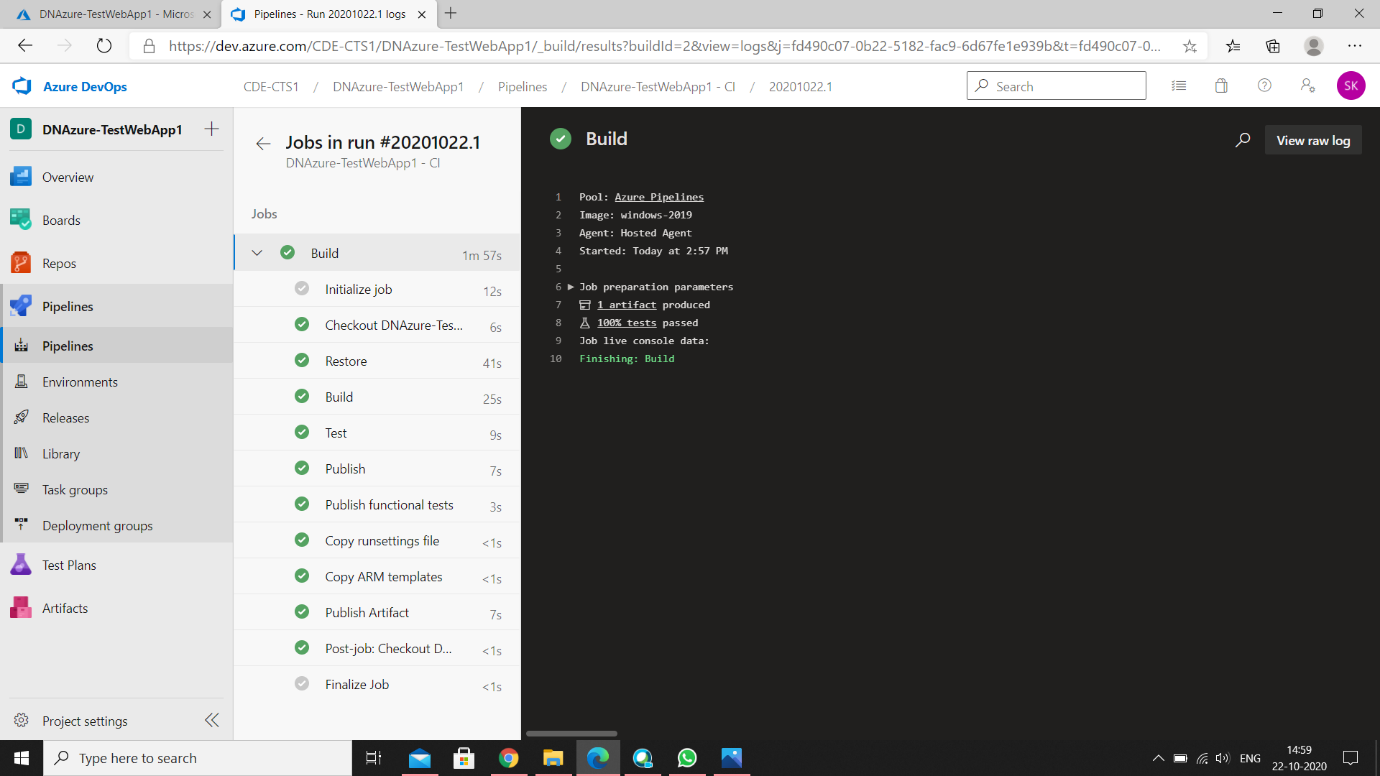 DNAzure-TestWebApp1 - Micros
Pipelines - Run 20201022.1 logs
https://dev.azure.com/CDE-CTS1/DNAzure-TestWebApp1/_build/results?buildId=2&view=logs&j=fd490c07-0b22-5182-fac9-6d67fe1e939b&t=fd490c07-0...
Azure DevOps
CDE-CTS1 / DNAzure-TestWebApp1 / Pipelines / DNAzure-TestWebApp1 - CI / 20201022.1
Search
SK
D DNAzure-TestWebApp1
Overview
Boards
Repos
Pipelines
Pipelines
Environments
Releases
Library
Task groups
Deployment groups
Test Plans
Artifacts
Project settings
Jobs in run #20201022.1
DNAzure-TestWebApp1 - CI
Jobs
Build 1m 57s
Initialize job 12s
Checkout DNAzure-Tes... 6s
Restore 41s
Build 25s
Test 9s
Publish 7s
Publish functional tests 3s
Copy runsettings file <1s
Copy ARM templates <1s
Publish Artifact 7s
Post-job: Checkout D... <1s
Finalize Job <1s
Build
View raw log
1 Pool: Azure Pipelines
2 Image: windows-2019
3 Agent: Hosted Agent
4 Started: Today at 2:57 PM
5
6 Job preparation parameters
7 1 artifact produced
8 100% tests passed
9 Job live console data:
10 Finishing: Build
Type here to search
ENG
14:59
22-10-2020